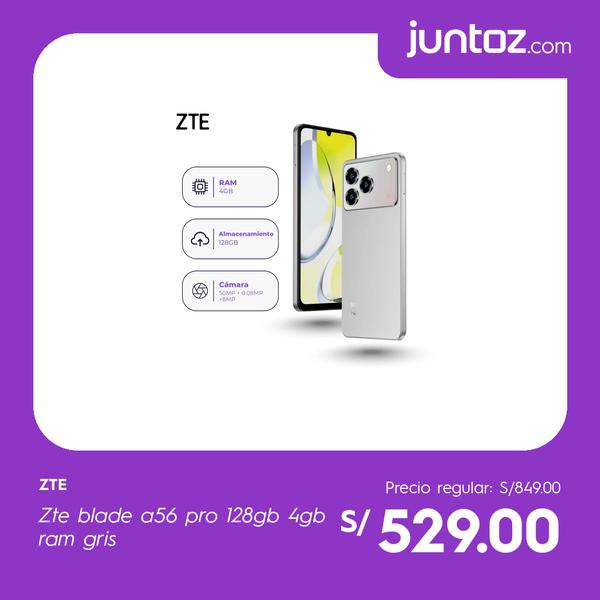 juntoz.com
ZTE
RAM
4GB
Almacenamiento
128GB
Cámara
50MP + 0.08MP
+8MP
ZTE
Zte blade a56 pro 128gb 4gb
ram gris
Precio regular: S/849.00
S/ 529.00